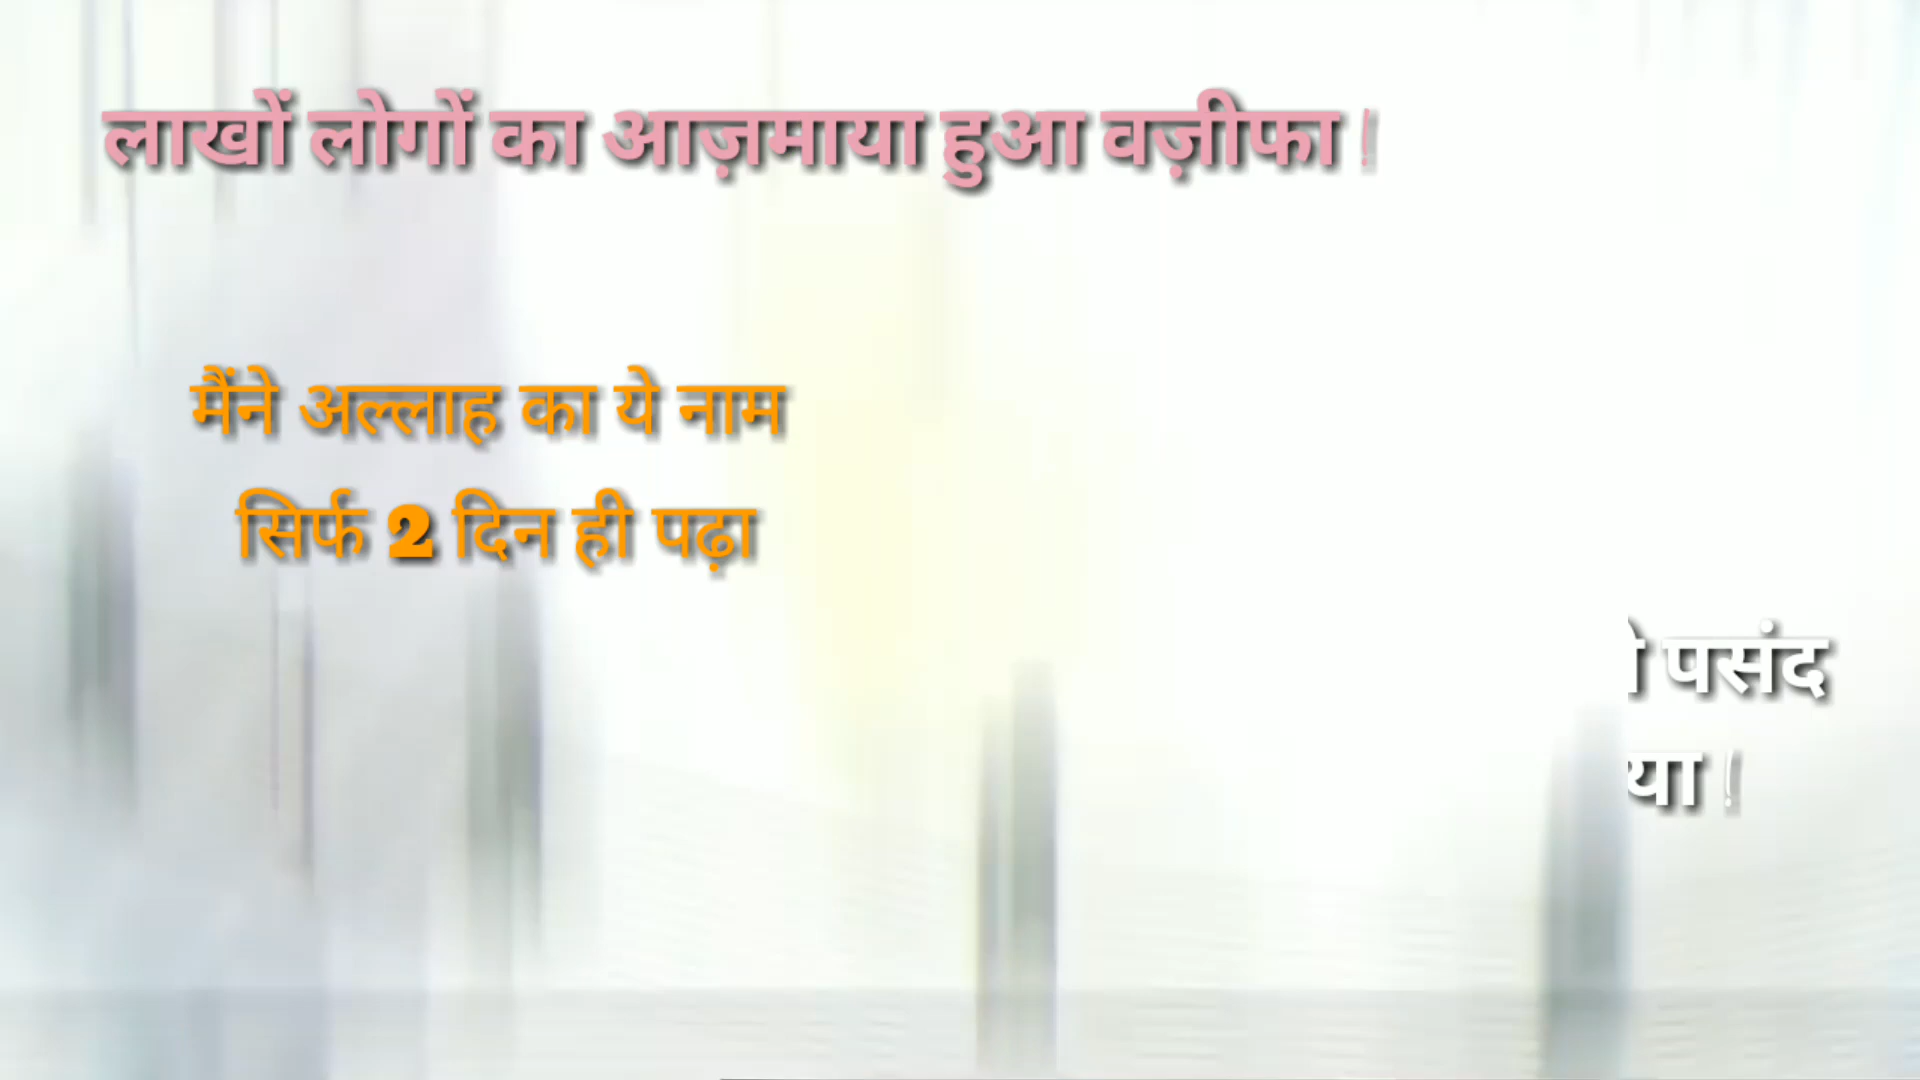 लाखों लोगों का आज़माया हुआ वज़ीफा !
मैंने अल्लाह का ये नाम
सिर्फ 2 दिन ही पढ़ा
पसंद